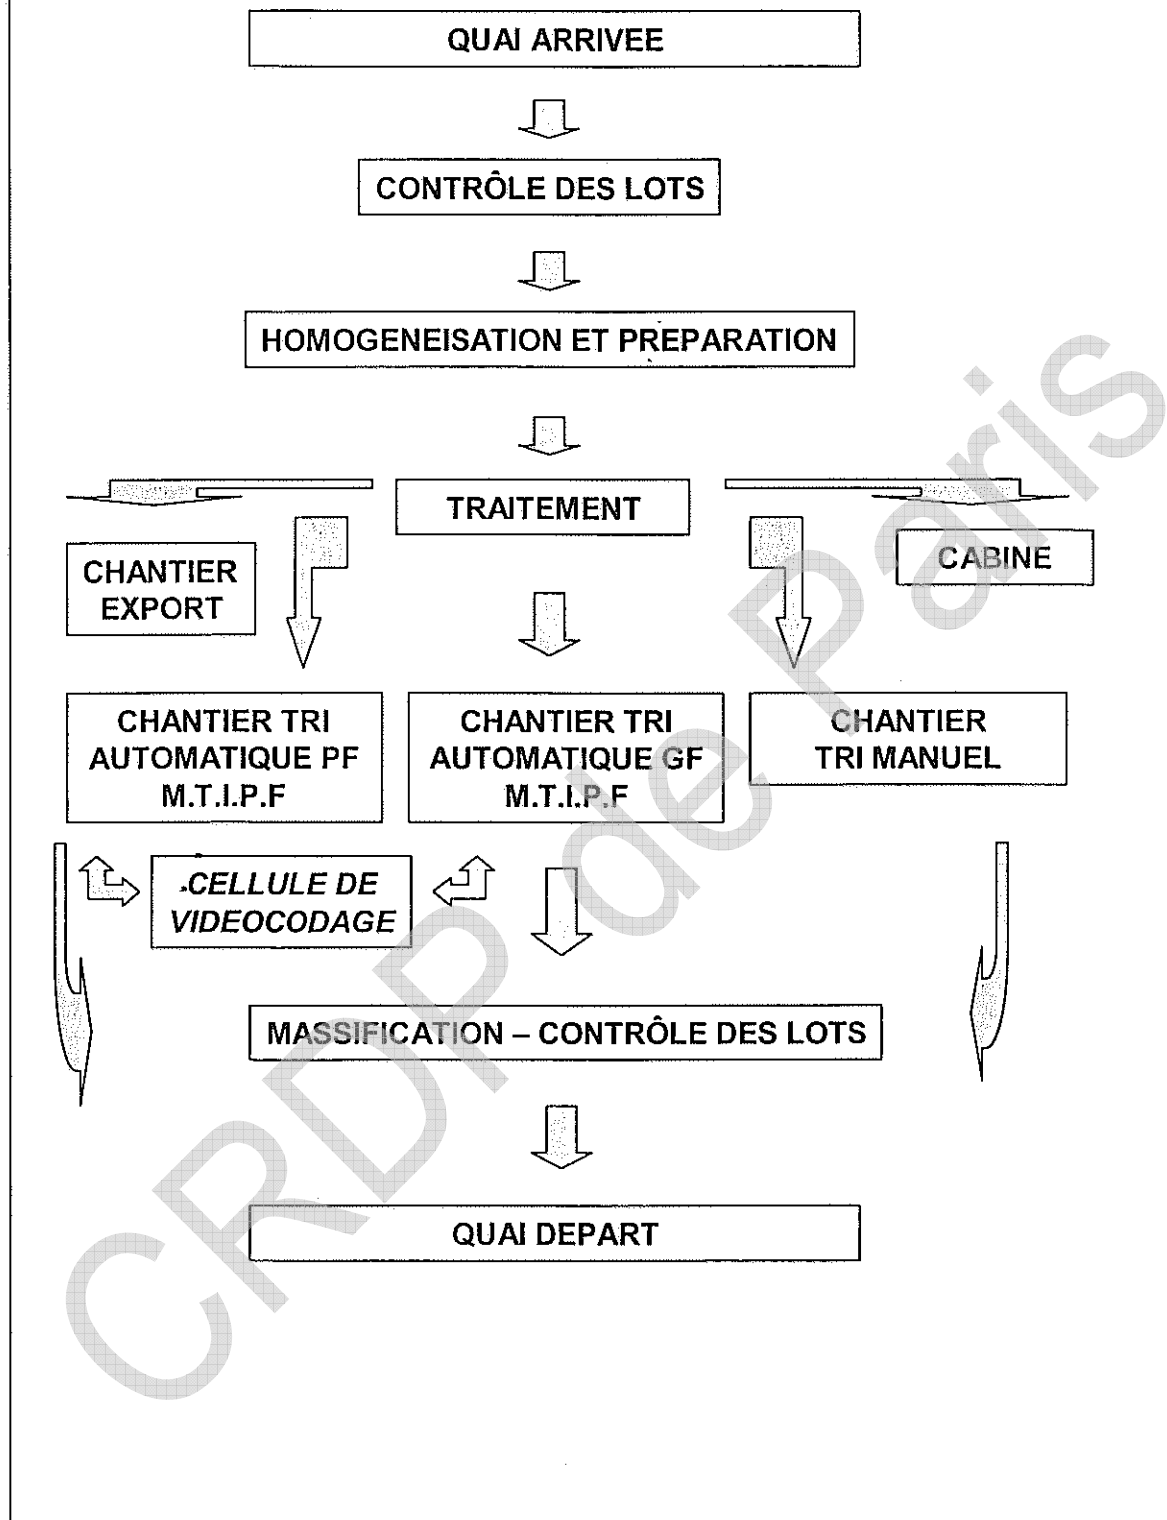 QUAI ARRIVEE
CONTRÔLE DES LOTS
HOMOGENEISATION ET PREPARATION
TRAITEMENT
CHANTIER
EXPORT
CABINE
CHANTIER TRI
AUTOMATIQUE PF
M.T.I.P.F
CHANTIER TRI
AUTOMATIQUE GF
M.T.I.P.F
CHANTIER
TRI MANUEL
CELLULE DE
VIDEOCODAGE
MASSIFICATION – CONTRÔLE DES LOTS
QUAI DEPART
CRDP de Paris